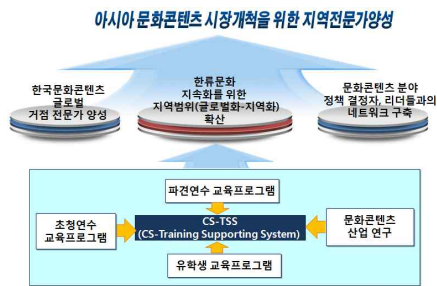 아시아 문화콘텐츠 시장개척을 위한 지역전문가양성
한국문화콘텐츠
글로벌
거점 전문가 양성
한류문화
지속화를 위한
지역범위(글로벌화-지역화)
확산
문화콘텐츠 분야
정책 결정자, 리더들과의
네트워크 구축
파견연수 교육프로그램
초청연수
교육프로그램
CS-TSS
(CS-Training Supporting System)
문화콘텐츠
산업 연구
유학생 교육프로그램